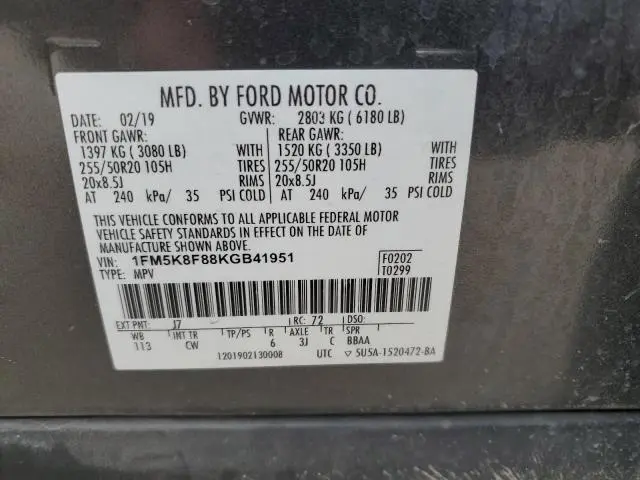 MFD. BY FORD MOTOR CO.
DATE: 02/19 GVWR: 2803 KG ( 6180 LB)
FRONT GAWR: REAR GAWR:
1397 KG ( 3080 LB) WITH 1520 KG ( 3350 LB) WITH
255/50R20 105H TIRES 255/50R20 105H TIRES
20x8.5J RIMS 20x8.5J RIMS
AT 240 kPa/ 35 PSI COLD AT 240 kPa/ 35 PSI COLD
THIS VEHICLE CONFORMS TO ALL APPLICABLE FEDERAL MOTOR
VEHICLE SAFETY STANDARDS IN EFFECT ON THE DATE OF
MANUFACTURE SHOWN ABOVE.
VIN: 1FM5K8F88KGB41951 F0202
TYPE: MPV T0299
EXT PNT: J7 RC: 72 DSO:
WB INT TR TP/PS R AXLE TR SPR
113 CW 6 3J C BBAA
1201902130008 UTC ▽ 5U5A-1520472-BA